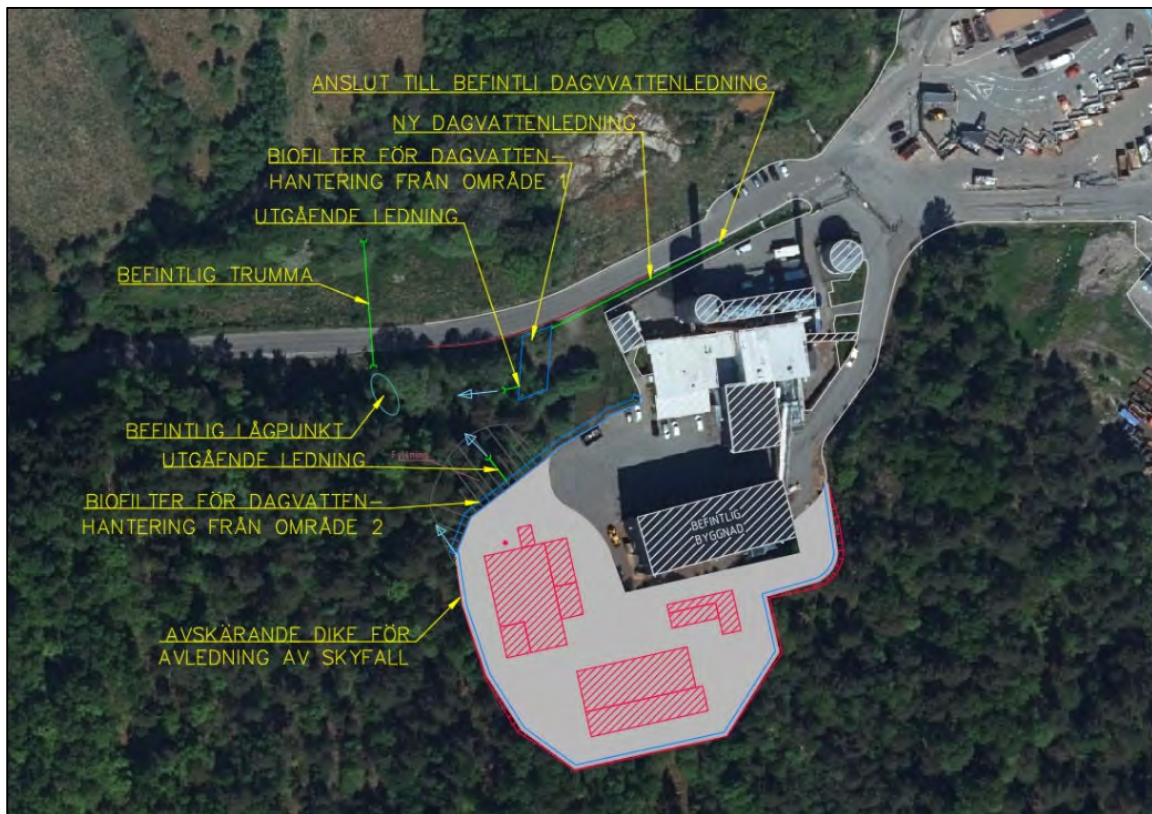 ANSLUT TILL BEFINTLI DAGVVATTENLEDNING
NY DAGVATTENLEDNING
BIOFILTER FÖR DAGVATTEN-
HANTERING FRÅN OMRÅDE 1
UTGÅENDE LEDNING
BEFINTLIG TRUMMA
BEFINTLIG LÅGPUNKT
UTGÅENDE LEDNING
Fyllning
BIOFILTER FÖR DAGVATTEN-
HANTERING FRÅN OMRÅDE 2
BEFINTLIG
BYGGNAD
AVSKÄRANDE DIKE FÖR
AVLEDNING AV SKYFALL